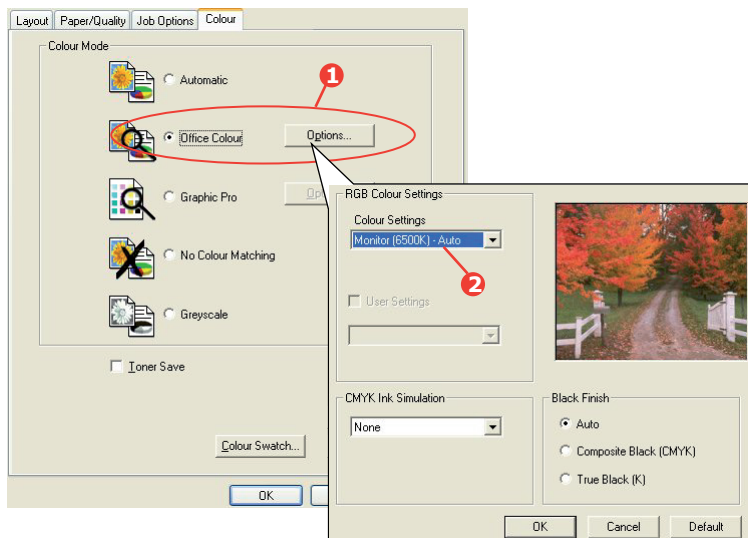 Layout Paper/Quality Job Options Colour
Colour Mode
Automatic
1
Office Colour Options...
Graphic Pro Op
No Colour Matching
Greyscale
Toner Save
Colour Swatch...
OK
RGB Colour Settings
Colour Settings
Monitor (6500K) - Auto
2
User Settings
CMYK Ink Simulation
None
Black Finish
Auto
Composite Black (CMYK)
True Black (K)
OK Cancel Default